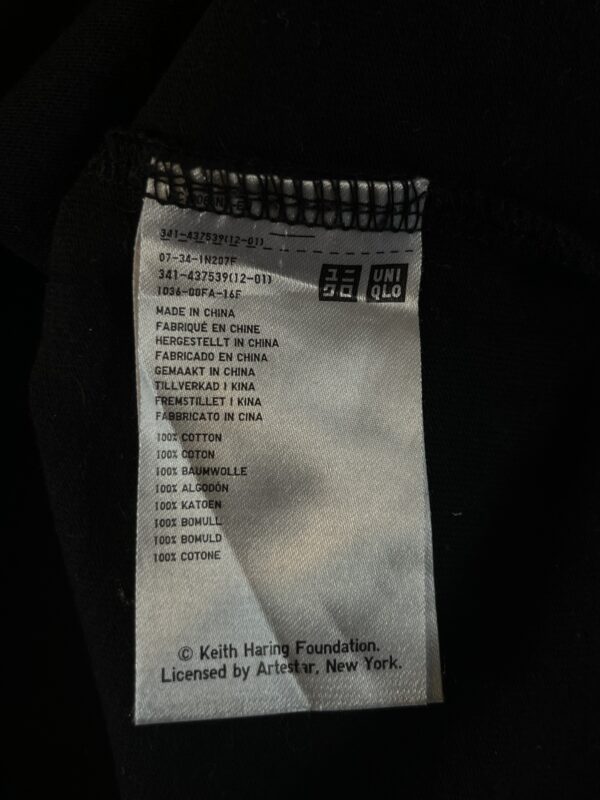 341-437539(12-01)
07-34-1N207F
341-437539(12-01)
1036-00FA-16F
ユニ
クロ
UNI
QLO
MADE IN CHINA
FABRIQUÉ EN CHINE
HERGESTELLT IN CHINA
FABRICADO EN CHINA
GEMAAKT IN CHINA
TILLVERKAD I KINA
FREMSTILLET I KINA
FABBRICATO IN CINA
100% COTTON
100% COTON
100% BAUMWOLLE
100% ALGODÓN
100% KATOEN
100% BOMULL
100% BOMULD
100% COTONE
© Keith Haring Foundation.
Licensed by Artestar, New York.